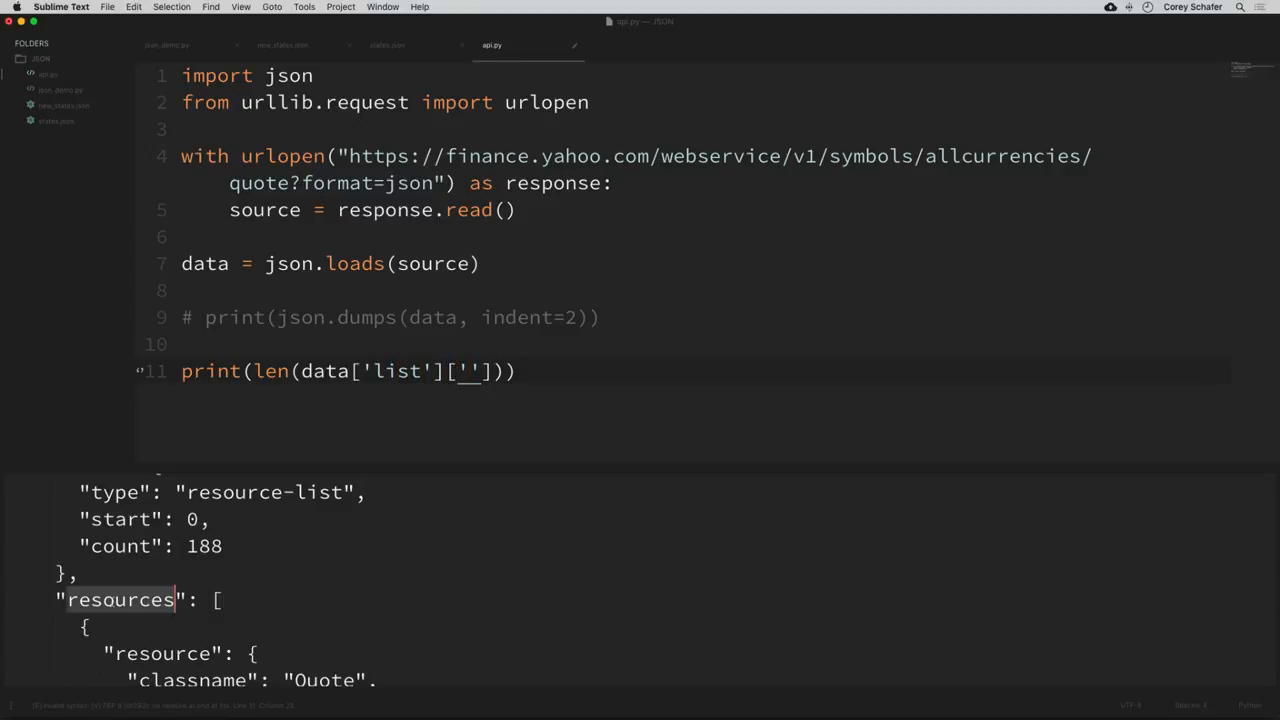 Sublime Text File Edit Selection Find View Goto Tools Project Window Help Corey Schafer
api.py — JSON
FOLDERS
JSON
api.py
json_demo.py
new_states.json
states.json
json_demo.py new_states.json states.json api.py
1 import json
2 from urllib.request import urlopen
3
4 with urlopen("https://finance.yahoo.com/webservice/v1/symbols/allcurrencies/
quote?format=json") as response:
5 source = response.read()
6
7 data = json.loads(source)
8
9 # print(json.dumps(data, indent=2))
10
11 print(len(data['list']['']))
"type": "resource-list",
"start": 0,
"count": 188
},
"resources": [
{
"resource": {
"classname": "Quote",
Line 11, Column 25
UTF-8 Spaces: 4 Python